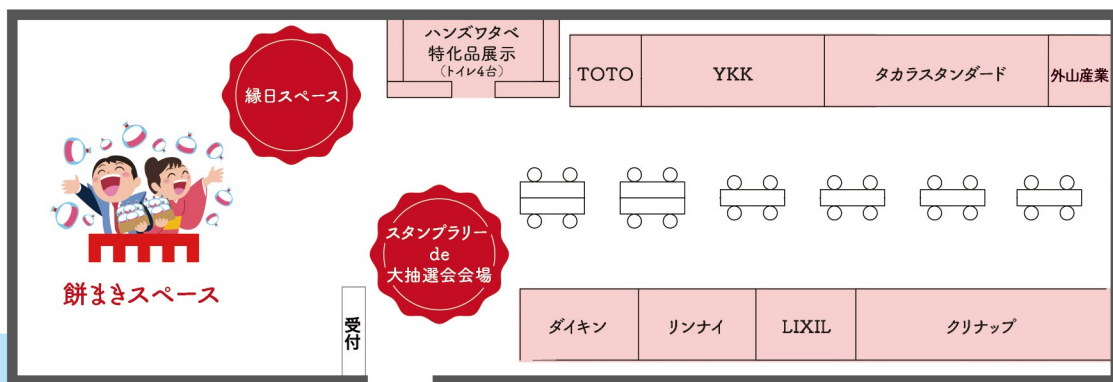 ハンズワタベ
特化品展示
(トイレ4台)
TOTO
YKK
タカラスタンダード
外山産業
縁日スペース
スタンプラリー
de
大抽選会会場
餅まきスペース
受付
ダイキン
リンナイ
LIXIL
クリナップ